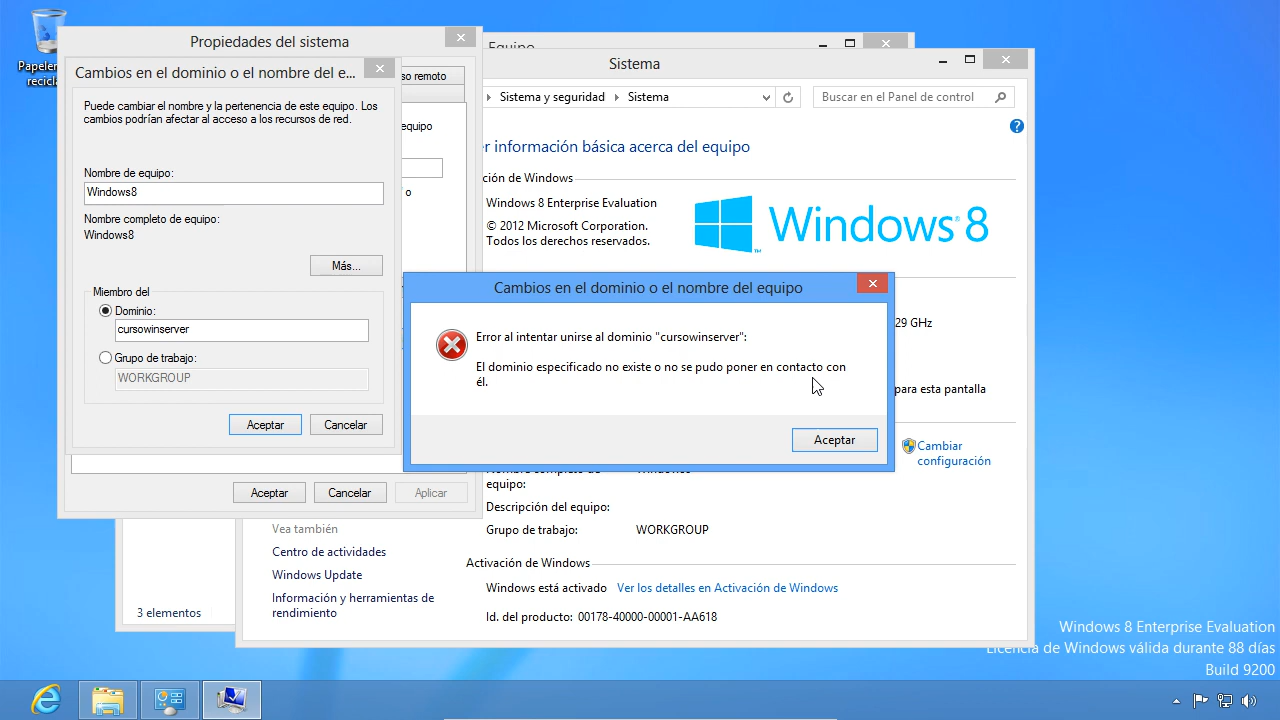 Propiedades del sistema
Equipo
Sistema
Cambios en el dominio o el nombre del e...
so remoto
Sistema y seguridad
Sistema
Buscar en el Panel de control
Puede cambiar el nombre y la pertenencia de este equipo. Los
cambios podrían afectar al acceso a los recursos de red.
equipo
er información básica acerca del equipo
Nombre de equipo:
Windows8
ción de Windows
Windows 8 Enterprise Evaluation
© 2012 Microsoft Corporation.
Todos los derechos reservados.
Windows 8
Nombre completo de equipo:
Windows8
Más...
Miembro del
Dominio:
cursowinserver
Grupo de trabajo:
WORKGROUP
Aceptar
Cancelar
Cambios en el dominio o el nombre del equipo
Error al intentar unirse al dominio "cursowinserver":
El dominio especificado no existe o no se pudo poner en contacto con
él.
Aceptar
29 GHz
para esta pantalla
Cambiar
configuración
Aceptar
Cancelar
Aplicar
equipo:
Descripción del equipo:
Grupo de trabajo:
WORKGROUP
Vea también
Centro de actividades
Windows Update
Información y herramientas de
rendimiento
Activación de Windows
Windows está activado
Ver los detalles en Activación de Windows
Id. del producto: 00178-40000-00001-AA618
3 elementos
Windows 8 Enterprise Evaluation
Licencia de Windows válida durante 88 días
Build 9200